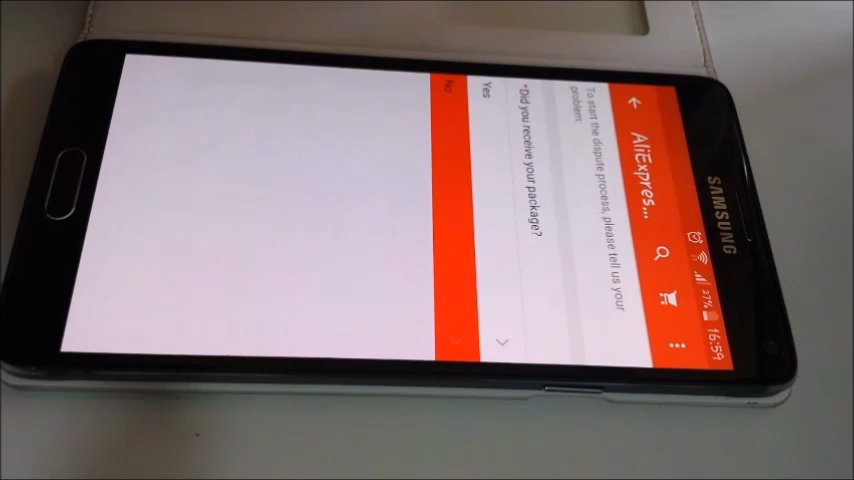 SAMSUNG
27% 16:59
AliExpres...
To start the dispute process, please tell us your
problem:
*Did you receive your package?
Yes
No